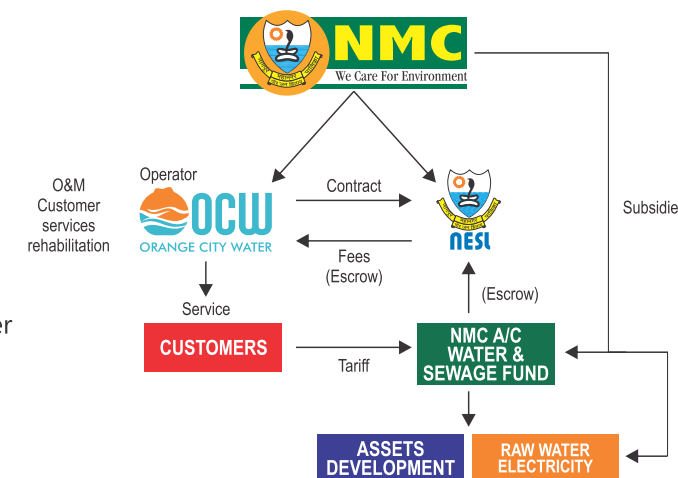 NMC
We Care For Environment
Operator
O&M
Customer
services
rehabilitation
OCW
ORANGE CITY WATER
Contract
Fees
(Escrow)
NESL
Subsidie
Service
(Escrow)
er
CUSTOMERS
Tariff
NMC A/C
WATER &
SEWAGE FUND
ASSETS
DEVELOPMENT
RAW WATER
ELECTRICITY